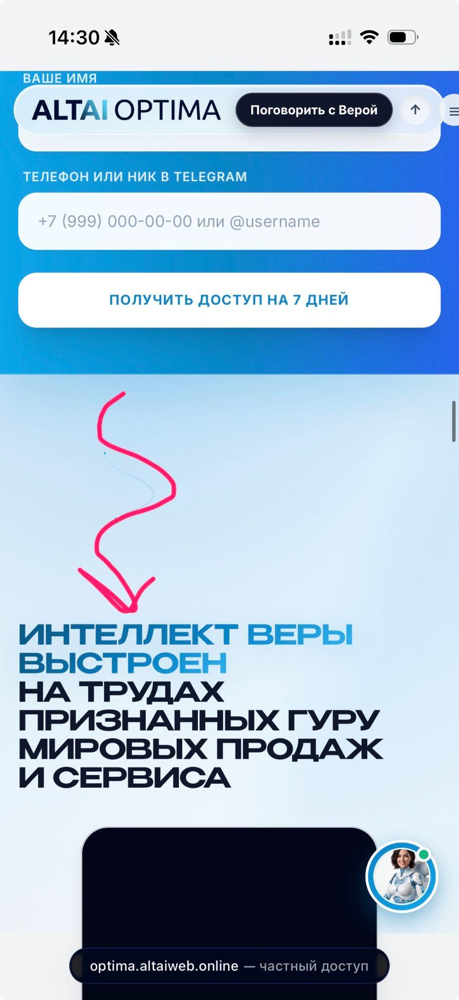 14:30
ВАШЕ ИМЯ
ALTAI OPTIMA
Поговорить с Верой
ТЕЛЕФОН ИЛИ НИК В TELEGRAM
+7 (999) 000-00-00 или @username
ПОЛУЧИТЬ ДОСТУП НА 7 ДНЕЙ
ИНТЕЛЛЕКТ ВЕРЫ
ВЫСТРОЕН
НА ТРУДАХ
ПРИЗНАННЫХ ГУРУ
МИРОВЫХ ПРОДАЖ
И СЕРВИСА
optima.altaiweb.online — частный доступ